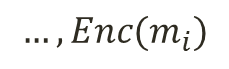 …, Enc(mᵢ)